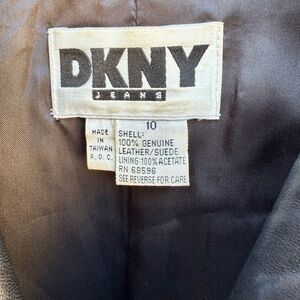 DKNY
JEANS
10
MADE
IN
TAIWAN
R.O.C.
SHELL:
100% GENUINE
LEATHER/SUEDE
LINING: 100% ACETATE
RN 68596
SEE REVERSE FOR CARE